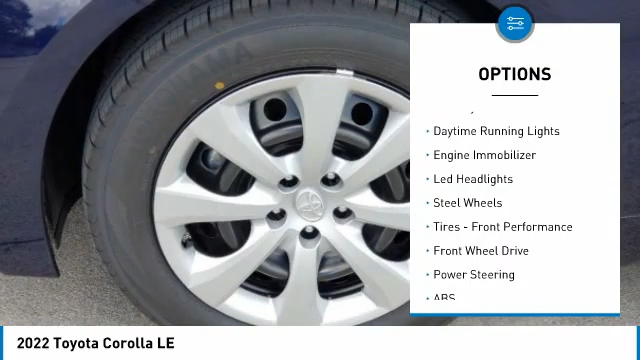 OPTIONS
Daytime Running Lights
Engine Immobilizer
Led Headlights
Steel Wheels
Tires - Front Performance
Front Wheel Drive
Power Steering
ABS
2022 Toyota Corolla LE